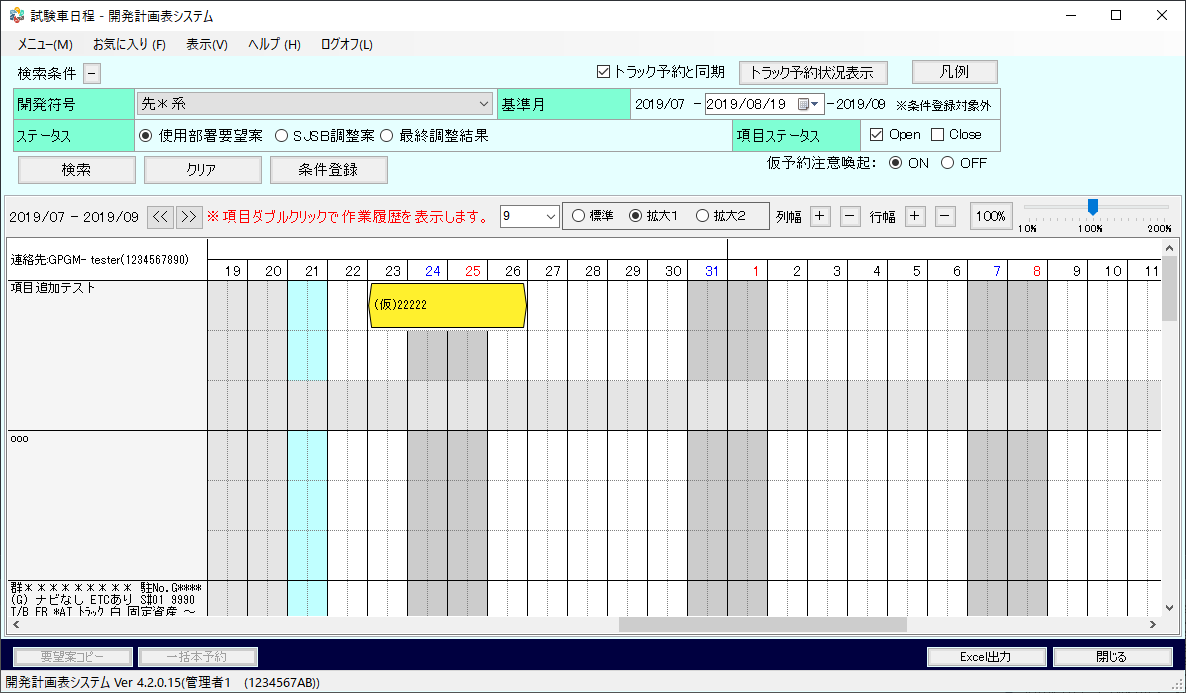 試験車日程 - 開発計画表システム
メニュー(M) お気に入り (F) 表示(V) ヘルプ (H) ログオフ(L)
検索条件 − トラック予約と同期 トラック予約状況表示 凡例
開発符号 先＊系 基準月 2019/07 − 2019/08/19 −2019/09 ※条件登録対象外
ステータス 使用部署要望案 SJSB調整案 最終調整結果 項目ステータス Open Close
検索 クリア 条件登録 仮予約注意喚起: ON OFF
2019/07 − 2019/09 << >> ※項目ダブルクリックで作業履歴を表示します。 9 標準 拡大1 拡大2 列幅 + − 行幅 + − 100% 10% 100% 200%
連絡先:GPGM- tester(1234567890)
19 20 21 22 23 24 25 26 27 28 29 30 31 1 2 3 4 5 6 7 8 9 10 11
項目追加テスト
(仮)22222
ooo
群＊＊＊＊＊＊＊＊＊ 駐No.G****
(G) ナビなし ETCあり S#01 9990
T/B FR *AT トラック 白 固定資産 ～
要望案コピー 一括本予約 Excel出力 閉じる
開発計画表システム Ver 4.2.0.15(管理者1 (1234567AB))